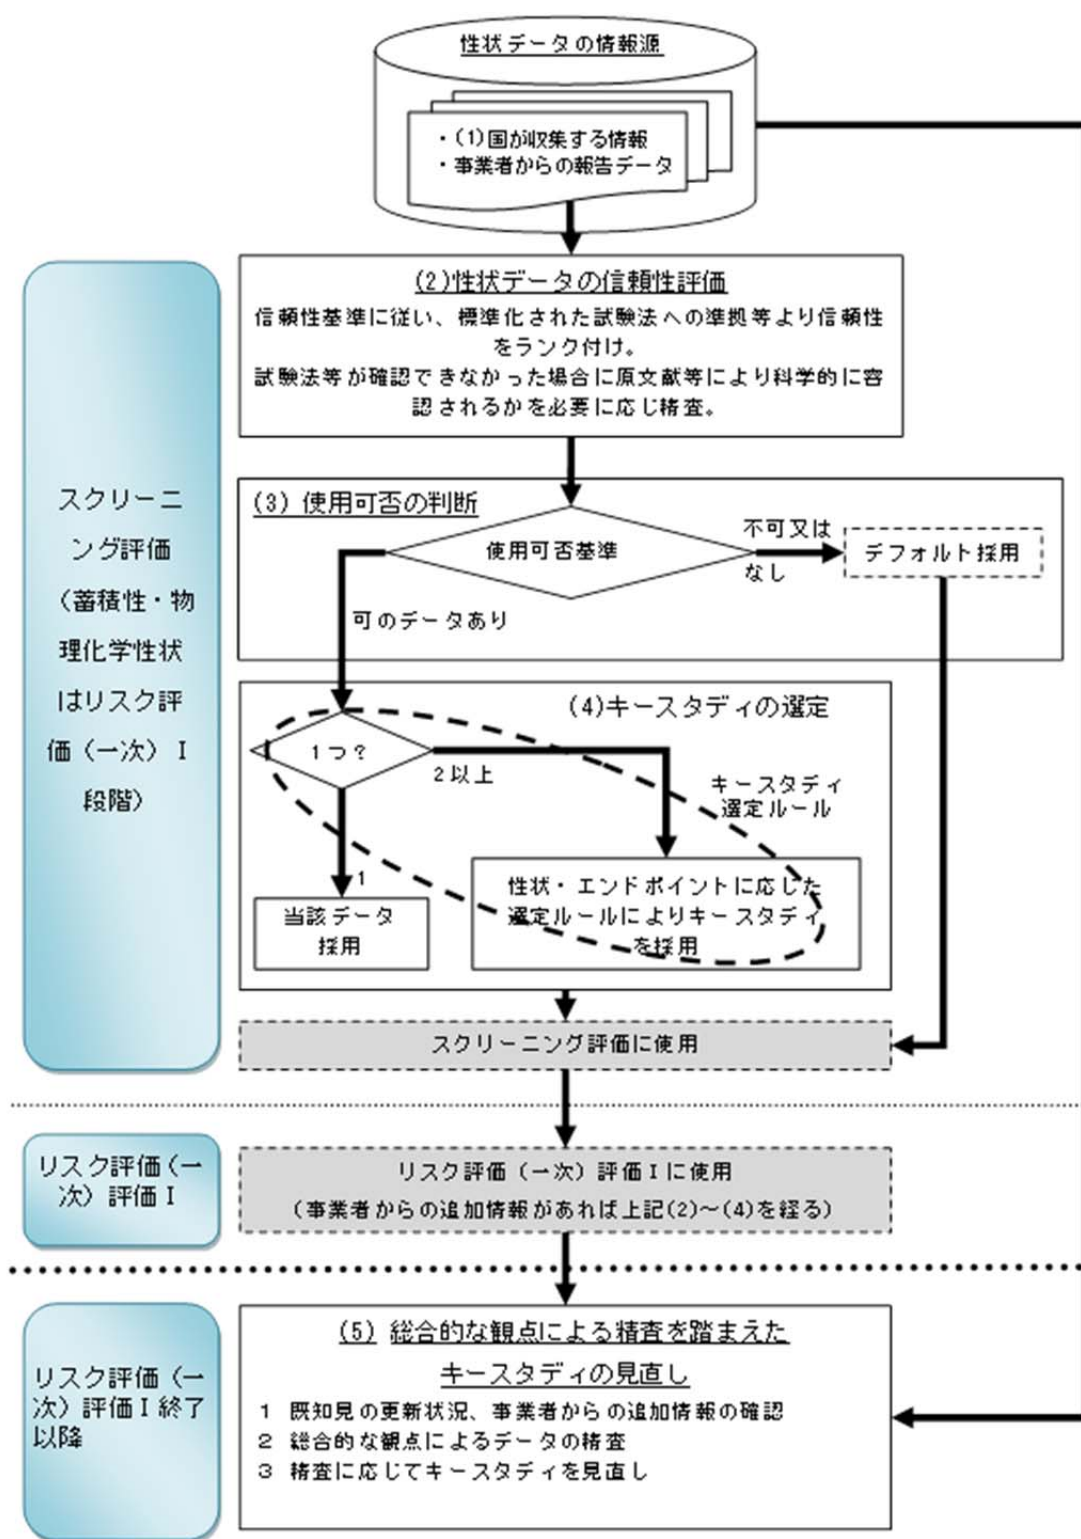 性状データの情報源
・(1)国が収集する情報
・事業者からの報告データ
(2)性状データの信頼性評価
信頼性基準に従い、標準化された試験法への準拠等より信頼性
をランク付け。
試験法等が確認できなかった場合に原文献等により科学的に容
認されるかを必要に応じ精査。
スクリーニ
ング評価
（蓄積性・物
理化学性状
はリスク評
価（一次）Ⅰ
段階）
(3) 使用可否の判断
使用可否基準
不可又は
なし
デフォルト採用
可のデータあり
(4)キースタディの選定
1つ？
2以上
キースタディ
選定ルール
1
当該データ
採用
性状・エンドポイントに応じた
選定ルールによりキースタディ
を採用
スクリーニング評価に使用
リスク評価（一
次）評価Ⅰ
リスク評価（一次）評価Ⅰに使用
（事業者からの追加情報があれば上記(2)～(4)を経る）
リスク評価（一
次）評価Ⅰ終了
以降
(5) 総合的な観点による精査を踏まえた
キースタディの見直し
1 既知見の更新状況、事業者からの追加情報の確認
2 総合的な観点によるデータの精査
3 精査に応じてキースタディを見直し